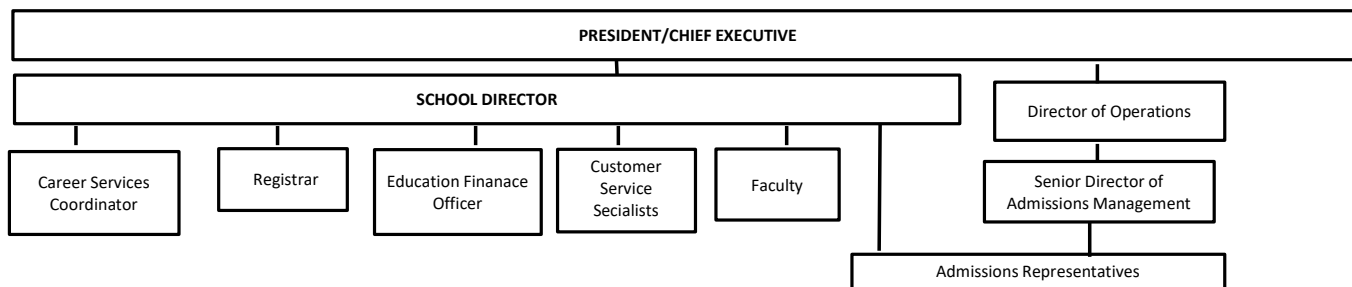 PRESIDENT/CHIEF EXECUTIVE
SCHOOL DIRECTOR
Director of Operations
Career Services
Coordinator
Registrar
Education Finanace
Officer
Customer
Service
Secialists
Faculty
Senior Director of
Admissions Management
Admissions Representatives